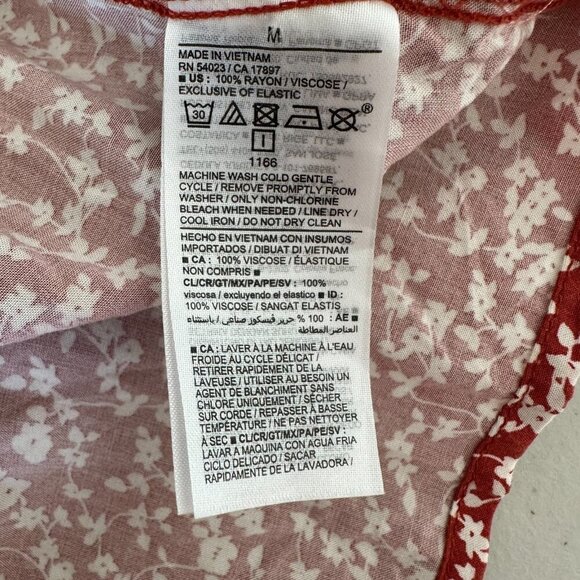 M
MADE IN VIETNAM
RN 54023 / CA 17897
■ US : 100% RAYON / VISCOSE /
EXCLUSIVE OF ELASTIC
30
®
I
1166
MACHINE WASH COLD GENTLE
CYCLE / REMOVE PROMPTLY FROM
WASHER / ONLY NON-CHLORINE
BLEACH WHEN NEEDED / LINE DRY /
COOL IRON / DO NOT DRY CLEAN
HECHO EN VIETNAM CON INSUMOS
IMPORTADOS / DIBUAT DI VIETNAM
■ CA : 100% VISCOSE / ÉLASTIQUE
NON COMPRIS ■
CL/CR/GT/MX/PA/PE/SV : 100%
viscosa / excluyendo el elastico ■ ID :
100% VISCOSE / SANGAT ELASTIS
■ AE : 100 % حرير فيسكوز صناعي / باستثناء
العناصر المطاطة
■ CA : LAVER À LA MACHINE À L'EAU
FROIDE AU CYCLE DÉLICAT /
RETIRER RAPIDEMENT DE LA
LAVEUSE / UTILISER AU BESOIN UN
AGENT DE BLANCHIMENT SANS
CHLORE UNIQUEMENT / SÉCHER
SUR CORDE / REPASSER À BASSE
TEMPÉRATURE / NE PAS NETTOYER
À SEC ■ CL/CR/GT/MX/PA/PE/SV :
LAVAR A MAQUINA CON AGUA FRIA
CICLO DELICADO / SACAR
RAPIDAMENTE DE LA LAVADORA /